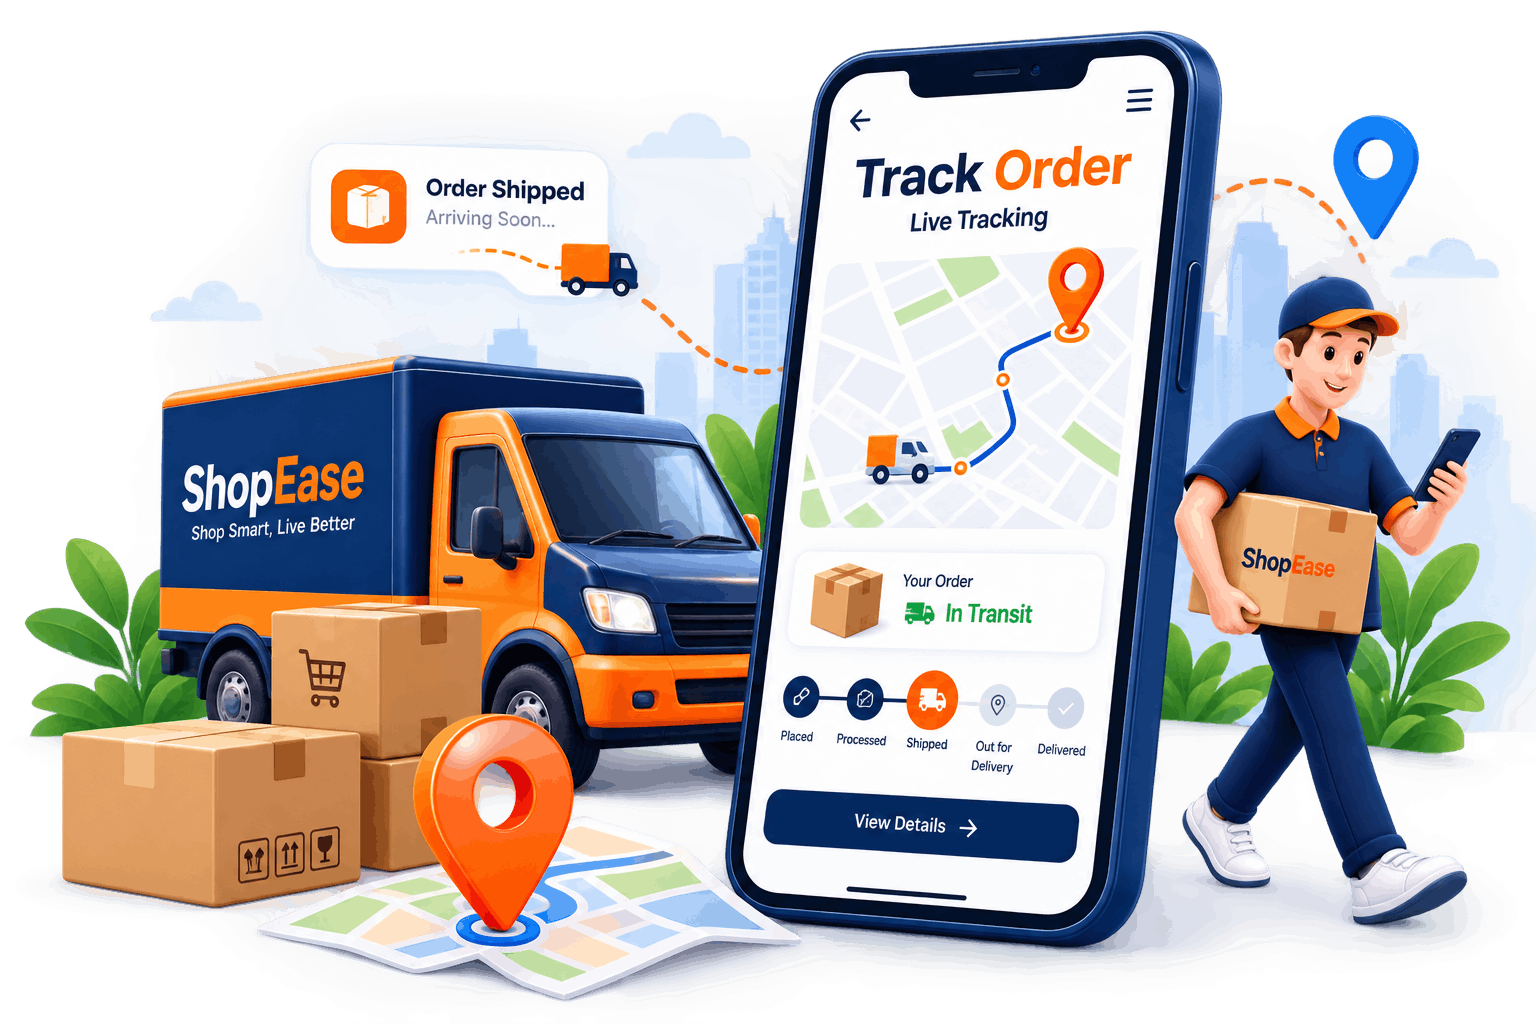 Order Shipped
Arriving Soon...
ShopEase
Shop Smart, Live Better
Track Order
Live Tracking
Your Order
In Transit
Placed
Processed
Shipped
Out for
Delivery
Delivered
View Details
ShopEase